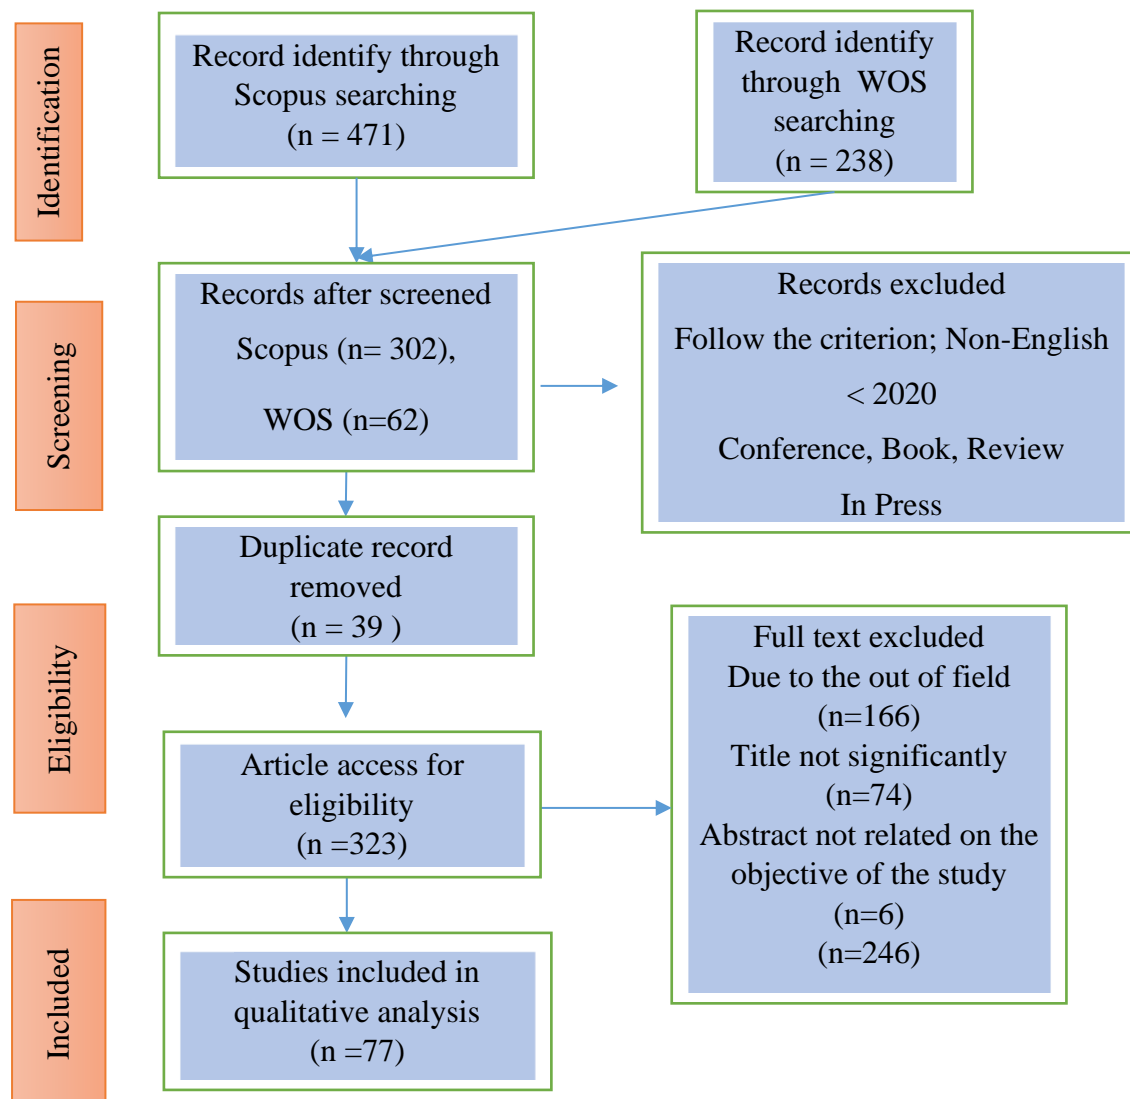 Identification
Record identify through
Scopus searching
(n = 471)
Record identify
through WOS
searching
(n = 238)
Screening
Records after screened
Scopus (n= 302),
WOS (n=62)
Records excluded
Follow the criterion; Non-English
< 2020
Conference, Book, Review
In Press
Duplicate record
removed
(n = 39 )
Eligibility
Article access for
eligibility
(n =323)
Full text excluded
Due to the out of field
(n=166)
Title not significantly
(n=74)
Abstract not related on the
objective of the study
(n=6)
(n=246)
Included
Studies included in
qualitative analysis
(n =77)